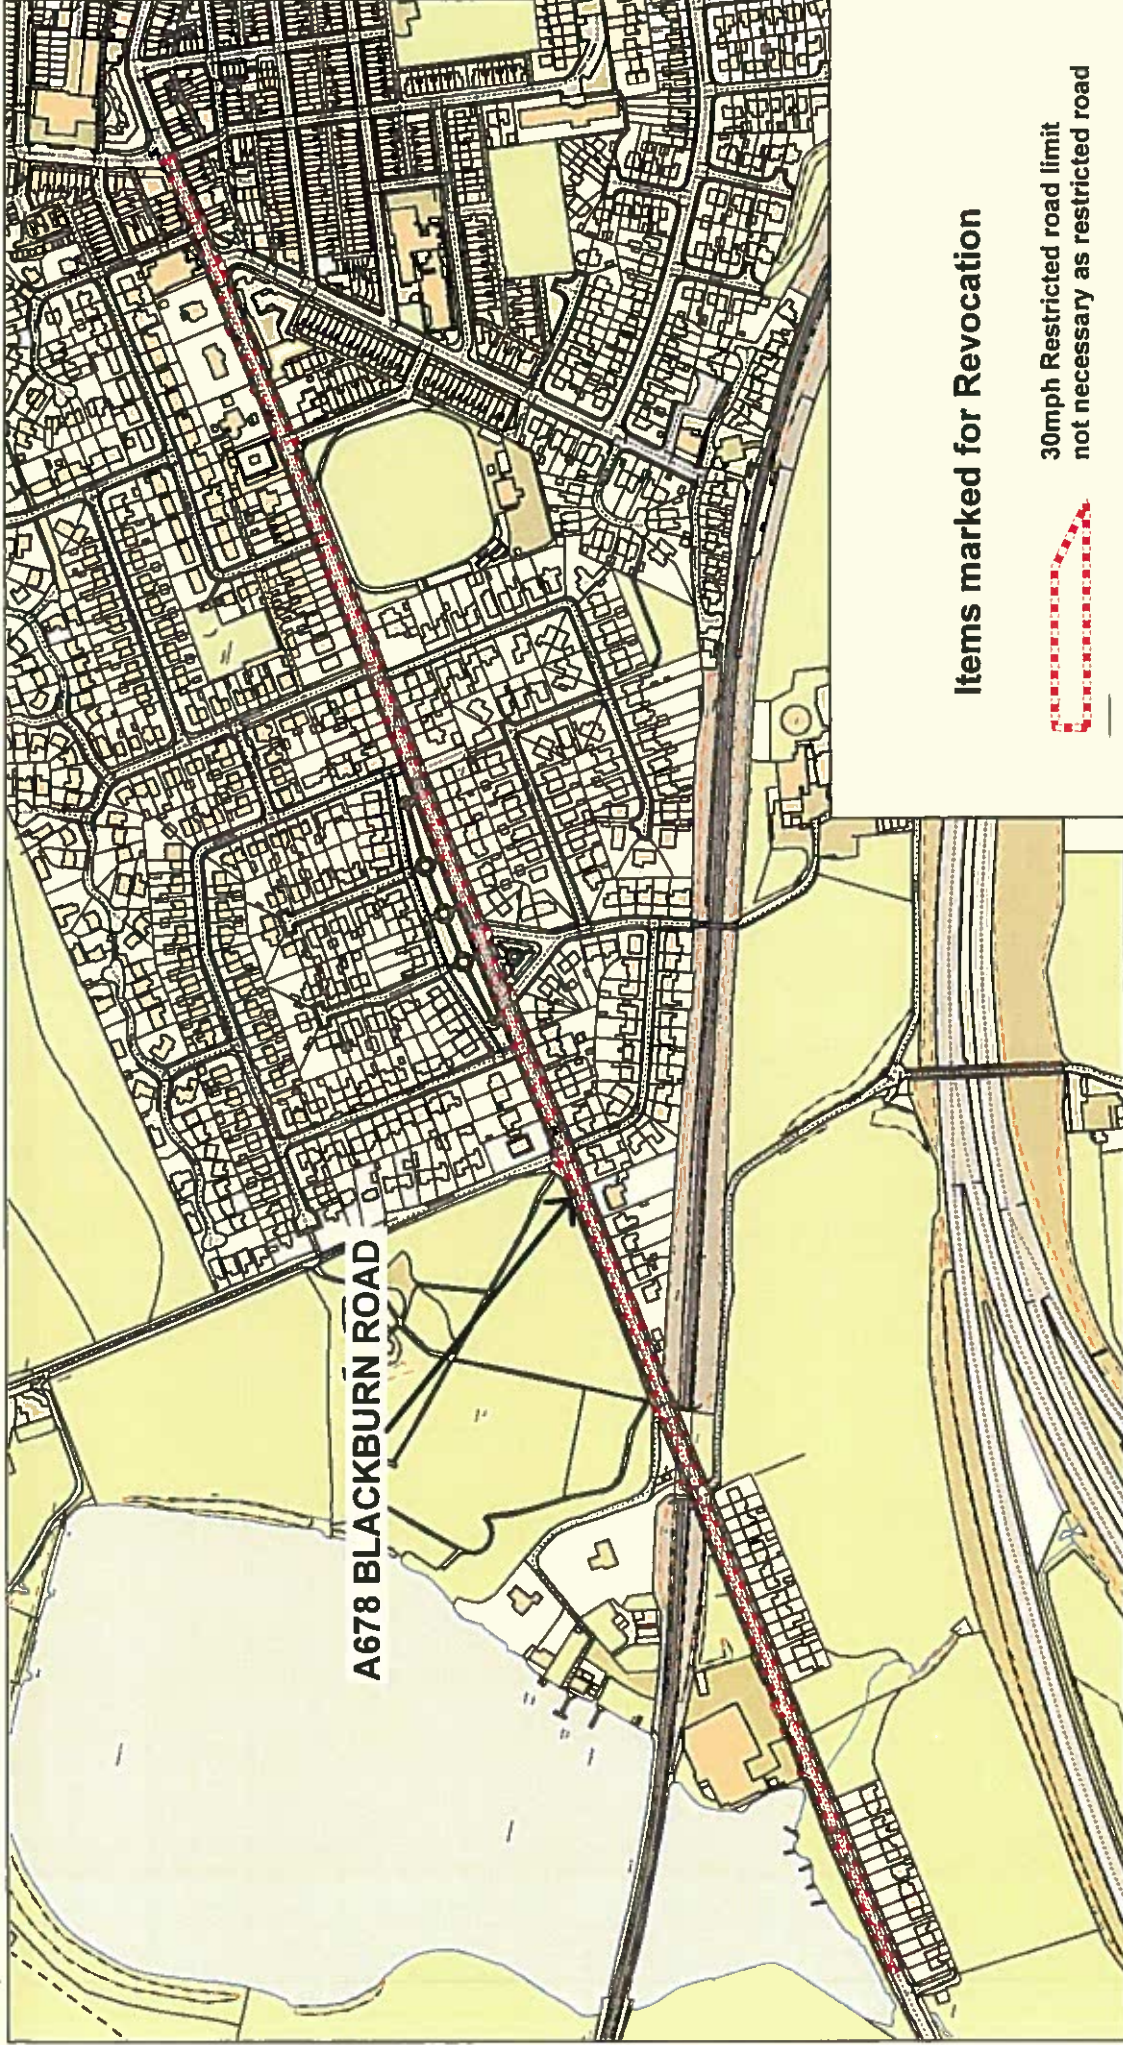 A678 BLACKBURN ROAD
Items marked for Revocation
30mph Restricted road limit
not necessary as restricted road